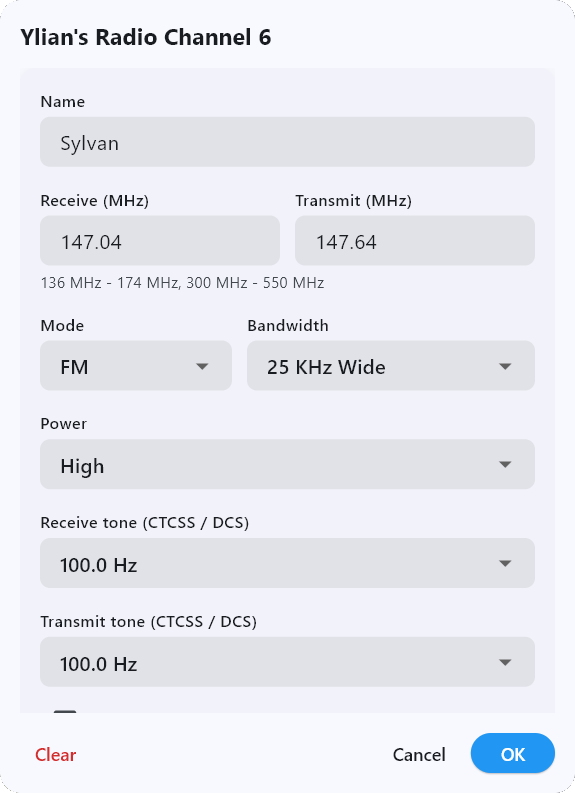 Ylian's Radio Channel 6
Name
Sylvan
Receive (MHz) Transmit (MHz)
147.04 147.64
136 MHz - 174 MHz, 300 MHz - 550 MHz
Mode Bandwidth
FM 25 KHz Wide
Power
High
Receive tone (CTCSS / DCS)
100.0 Hz
Transmit tone (CTCSS / DCS)
100.0 Hz
Clear Cancel OK